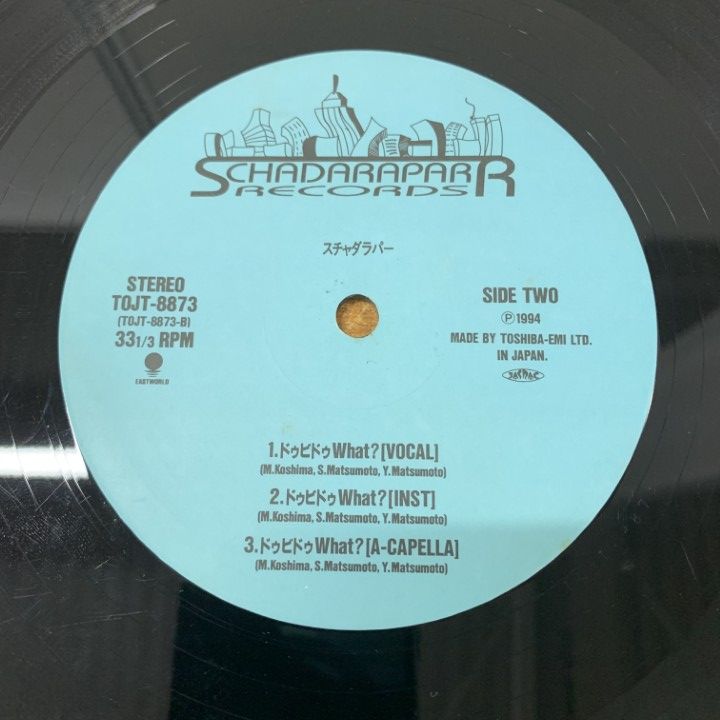 SCHADARAPARR
RECORDS
スチャダラパー
STEREO
TOJT-8873
(TOJT-8873-B)
33 1/3 RPM
EASTWORLD
SIDE TWO
Ⓟ1994
MADE BY TOSHIBA-EMI LTD.
IN JAPAN.
JASRAC
1.ドゥビドゥWhat?[VOCAL]
(M.Koshima, S.Matsumoto, Y.Matsumoto)
2.ドゥビドゥWhat?[INST]
(M.Koshima, S.Matsumoto, Y.Matsumoto)
3.ドゥビドゥWhat?[A-CAPELLA]
(M.Koshima, S.Matsumoto, Y.Matsumoto)